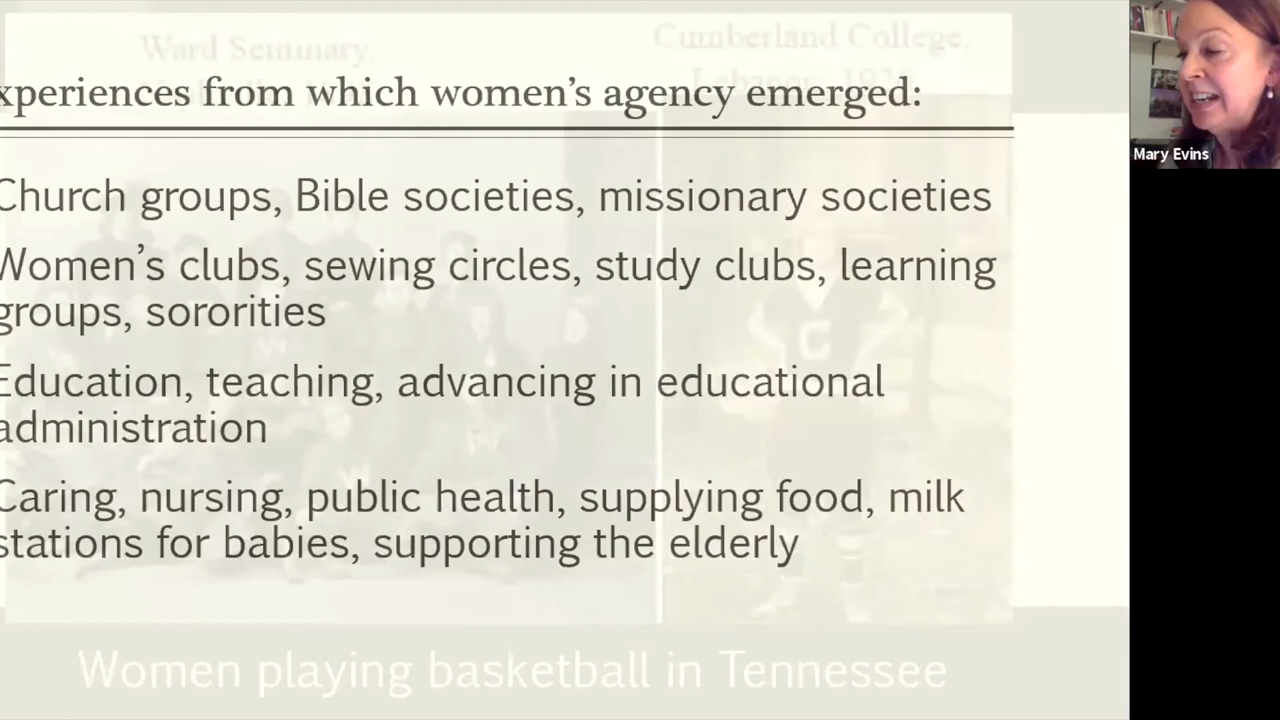 Ward Seminary,
Cumberland College,
xperiences from which women's agency emerged:
Church groups, Bible societies, missionary societies
Women's clubs, sewing circles, study clubs, learning
groups, sororities
Education, teaching, advancing in educational
administration
Caring, nursing, public health, supplying food, milk
stations for babies, supporting the elderly
C
Women playing basketball in Tennessee
Mary Evins